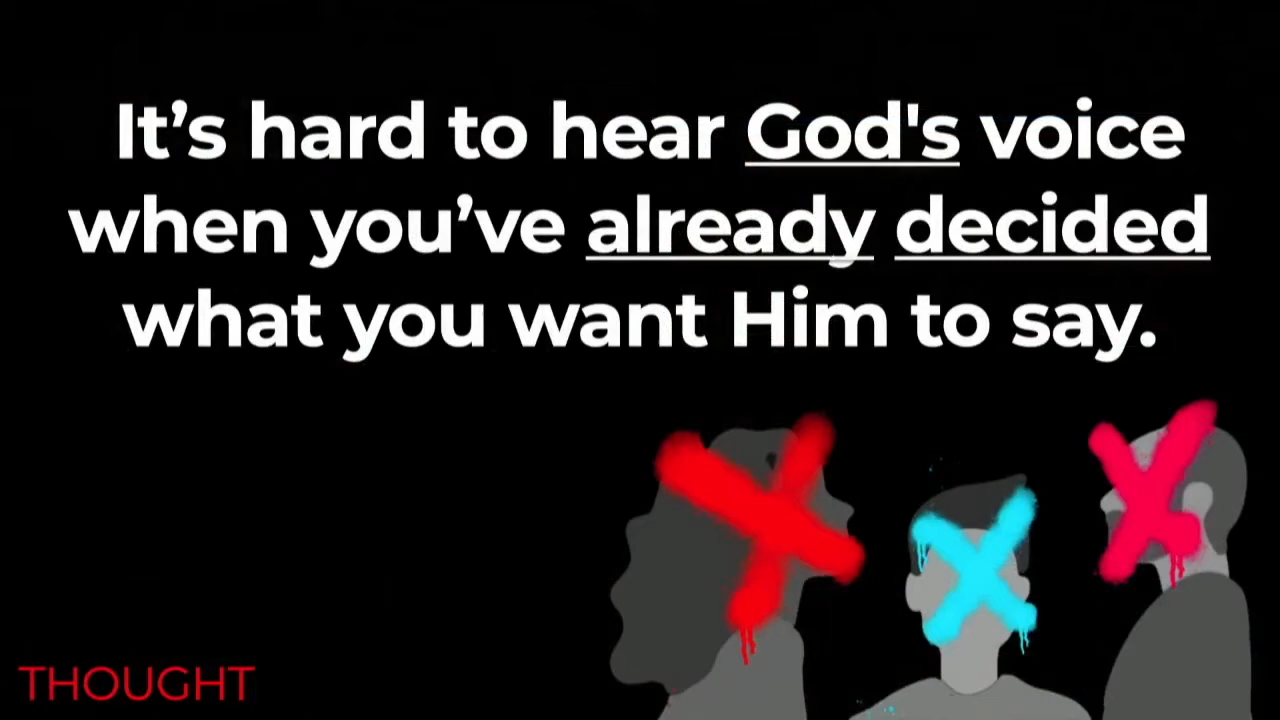 It’s hard to hear God's voice
when you’ve already decided
what you want Him to say.
THOUGHT